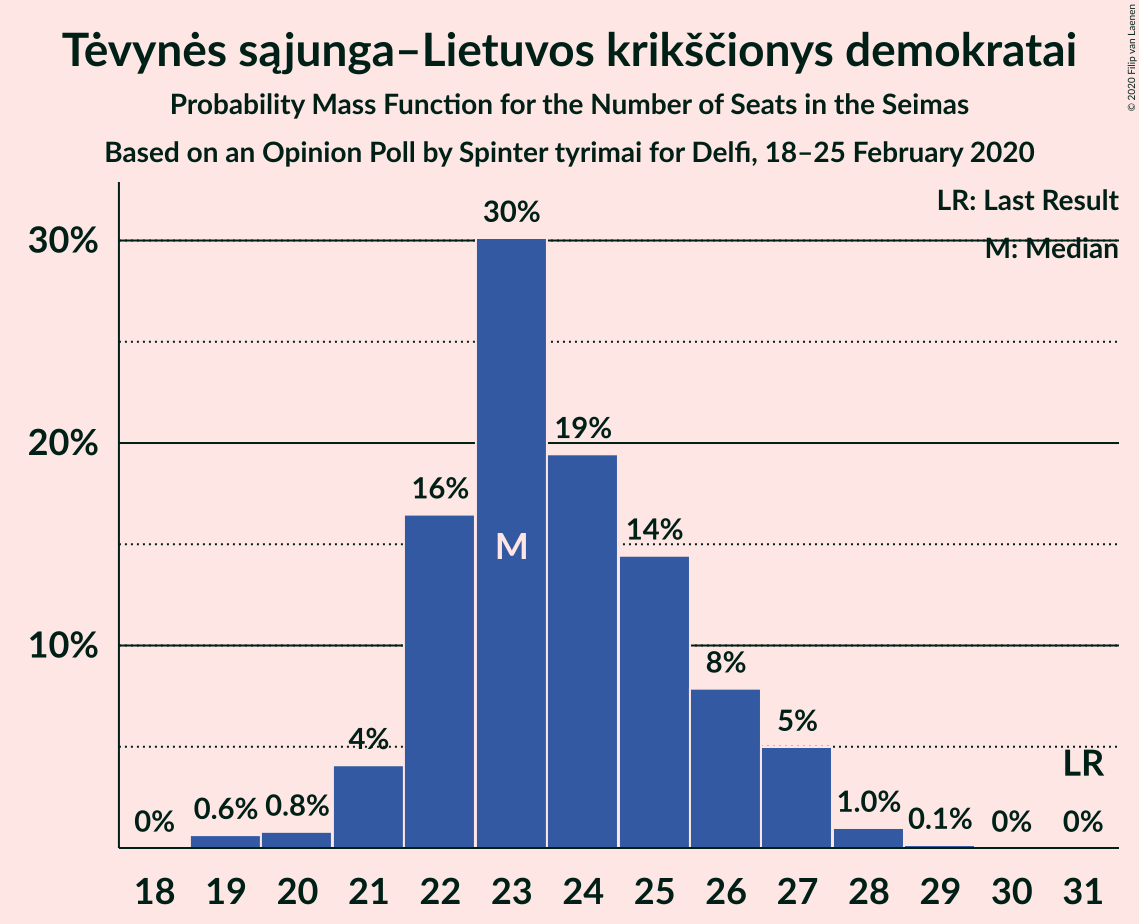 Tėvynės sąjunga–Lietuvos krikščionys demokratai
Probability Mass Function for the Number of Seats in the Seimas
Based on an Opinion Poll by Spinter tyrimai for Delfi, 18–25 February 2020
© 2020 Filip van Laenen
LR: Last Result
M: Median
30%
20%
10%
0%
0.6%
0.8%
4%
16%
30%
M
19%
14%
8%
5%
1.0%
0.1%
0%
LR
0%
18 19 20 21 22 23 24 25 26 27 28 29 30 31